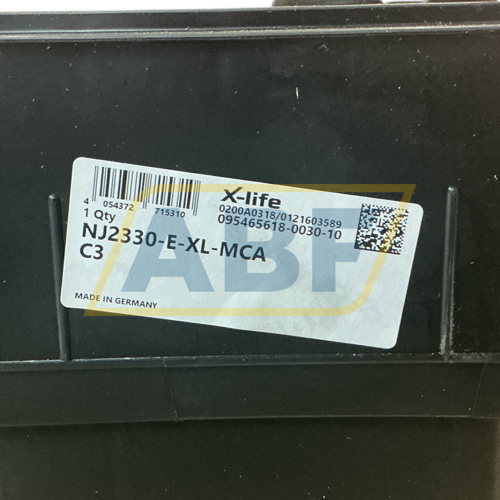 X-life
4 054372 715310
0200A0318/0121603589
1 Qty
095465618-0030-10
NJ2330-E-XL-MCA
C3
MADE IN GERMANY
ABF